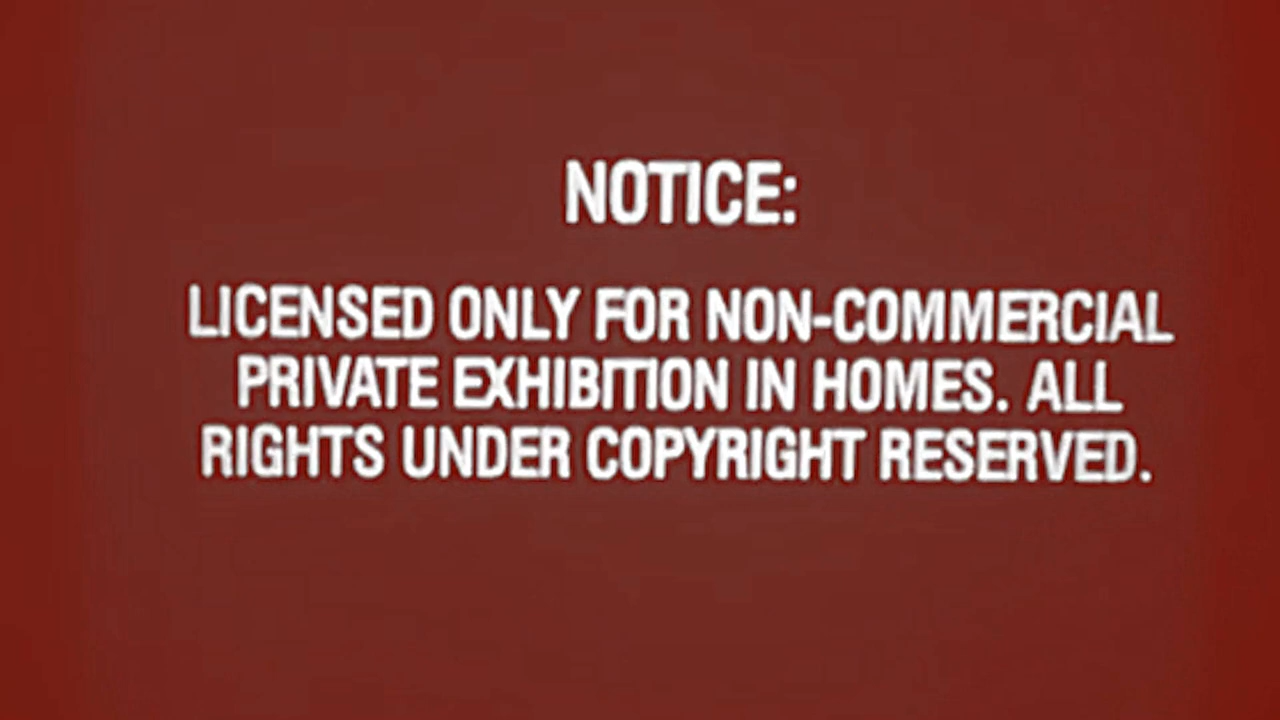 NOTICE:
LICENSED ONLY FOR NON-COMMERCIAL
PRIVATE EXHIBITION IN HOMES. ALL
RIGHTS UNDER COPYRIGHT RESERVED.